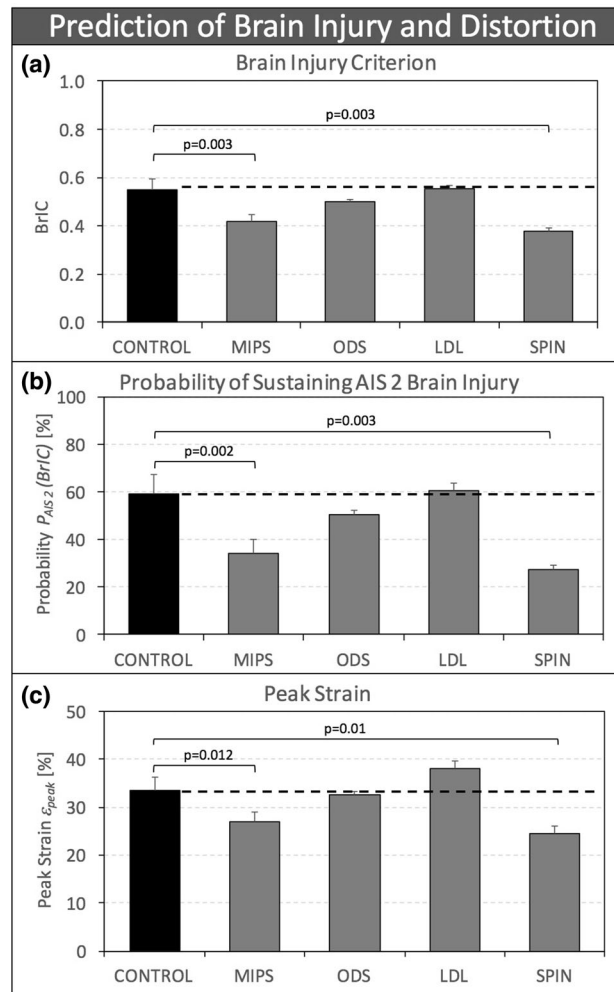 Prediction of Brain Injury and Distortion
(a) Brain Injury Criterion
1.0
0.8
0.6
0.4
0.2
0.0
BrIC
p=0.003
p=0.003
CONTROL MIPS ODS LDL SPIN
(b) Probability of Sustaining AIS 2 Brain Injury
100
80
60
40
20
0
Probability P_AIS 2 (BrIC) [%]
p=0.003
p=0.002
CONTROL MIPS ODS LDL SPIN
(c) Peak Strain
50
40
30
20
10
0
Peak Strain ε_peak [%]
p=0.01
p=0.012
CONTROL MIPS ODS LDL SPIN